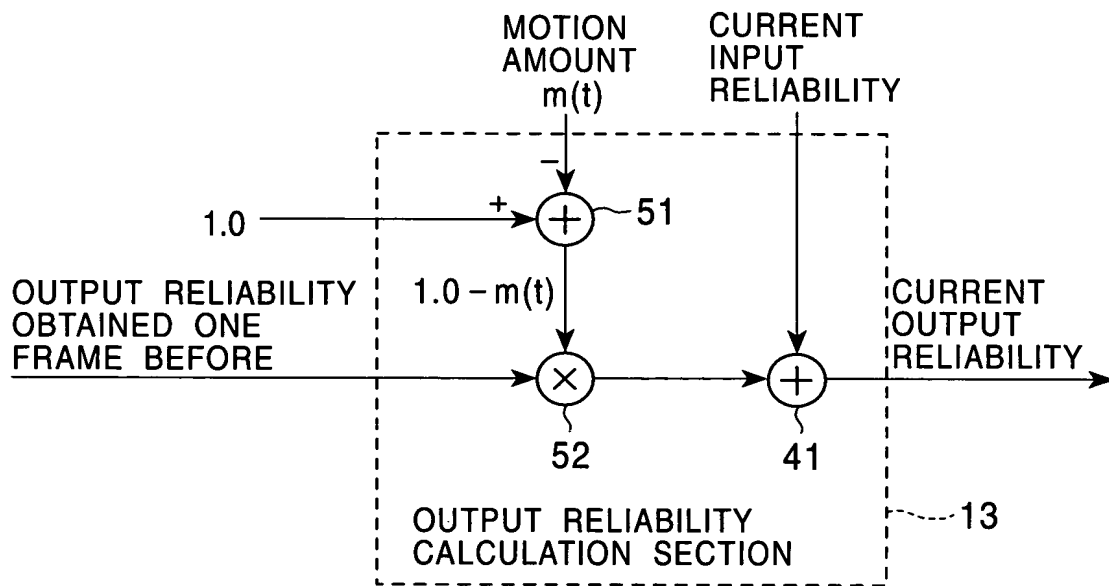 MOTION
AMOUNT
m(t)
CURRENT
INPUT
RELIABILITY
−
+
+
51
1.0
1.0 − m(t)
OUTPUT RELIABILITY
OBTAINED ONE
FRAME BEFORE
CURRENT
OUTPUT
RELIABILITY
×
+
52
41
13
OUTPUT RELIABILITY
CALCULATION SECTION